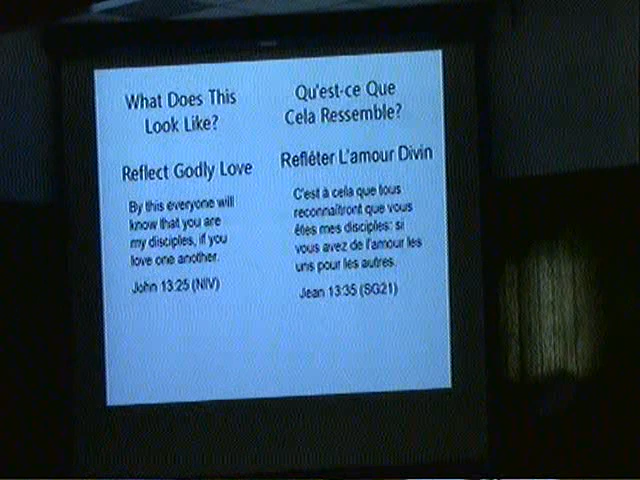 What Does This
Look Like?
Reflect Godly Love
By this everyone will
know that you are
my disciples, if you
love one another.
John 13:25 (NIV)
Qu'est-ce Que
Cela Ressemble?
Refléter L'amour Divin
C'est à cela que tous
reconnaîtront que vous
êtes mes disciples: si
vous avez de l'amour les
uns pour les autres.
Jean 13:35 (SG21)